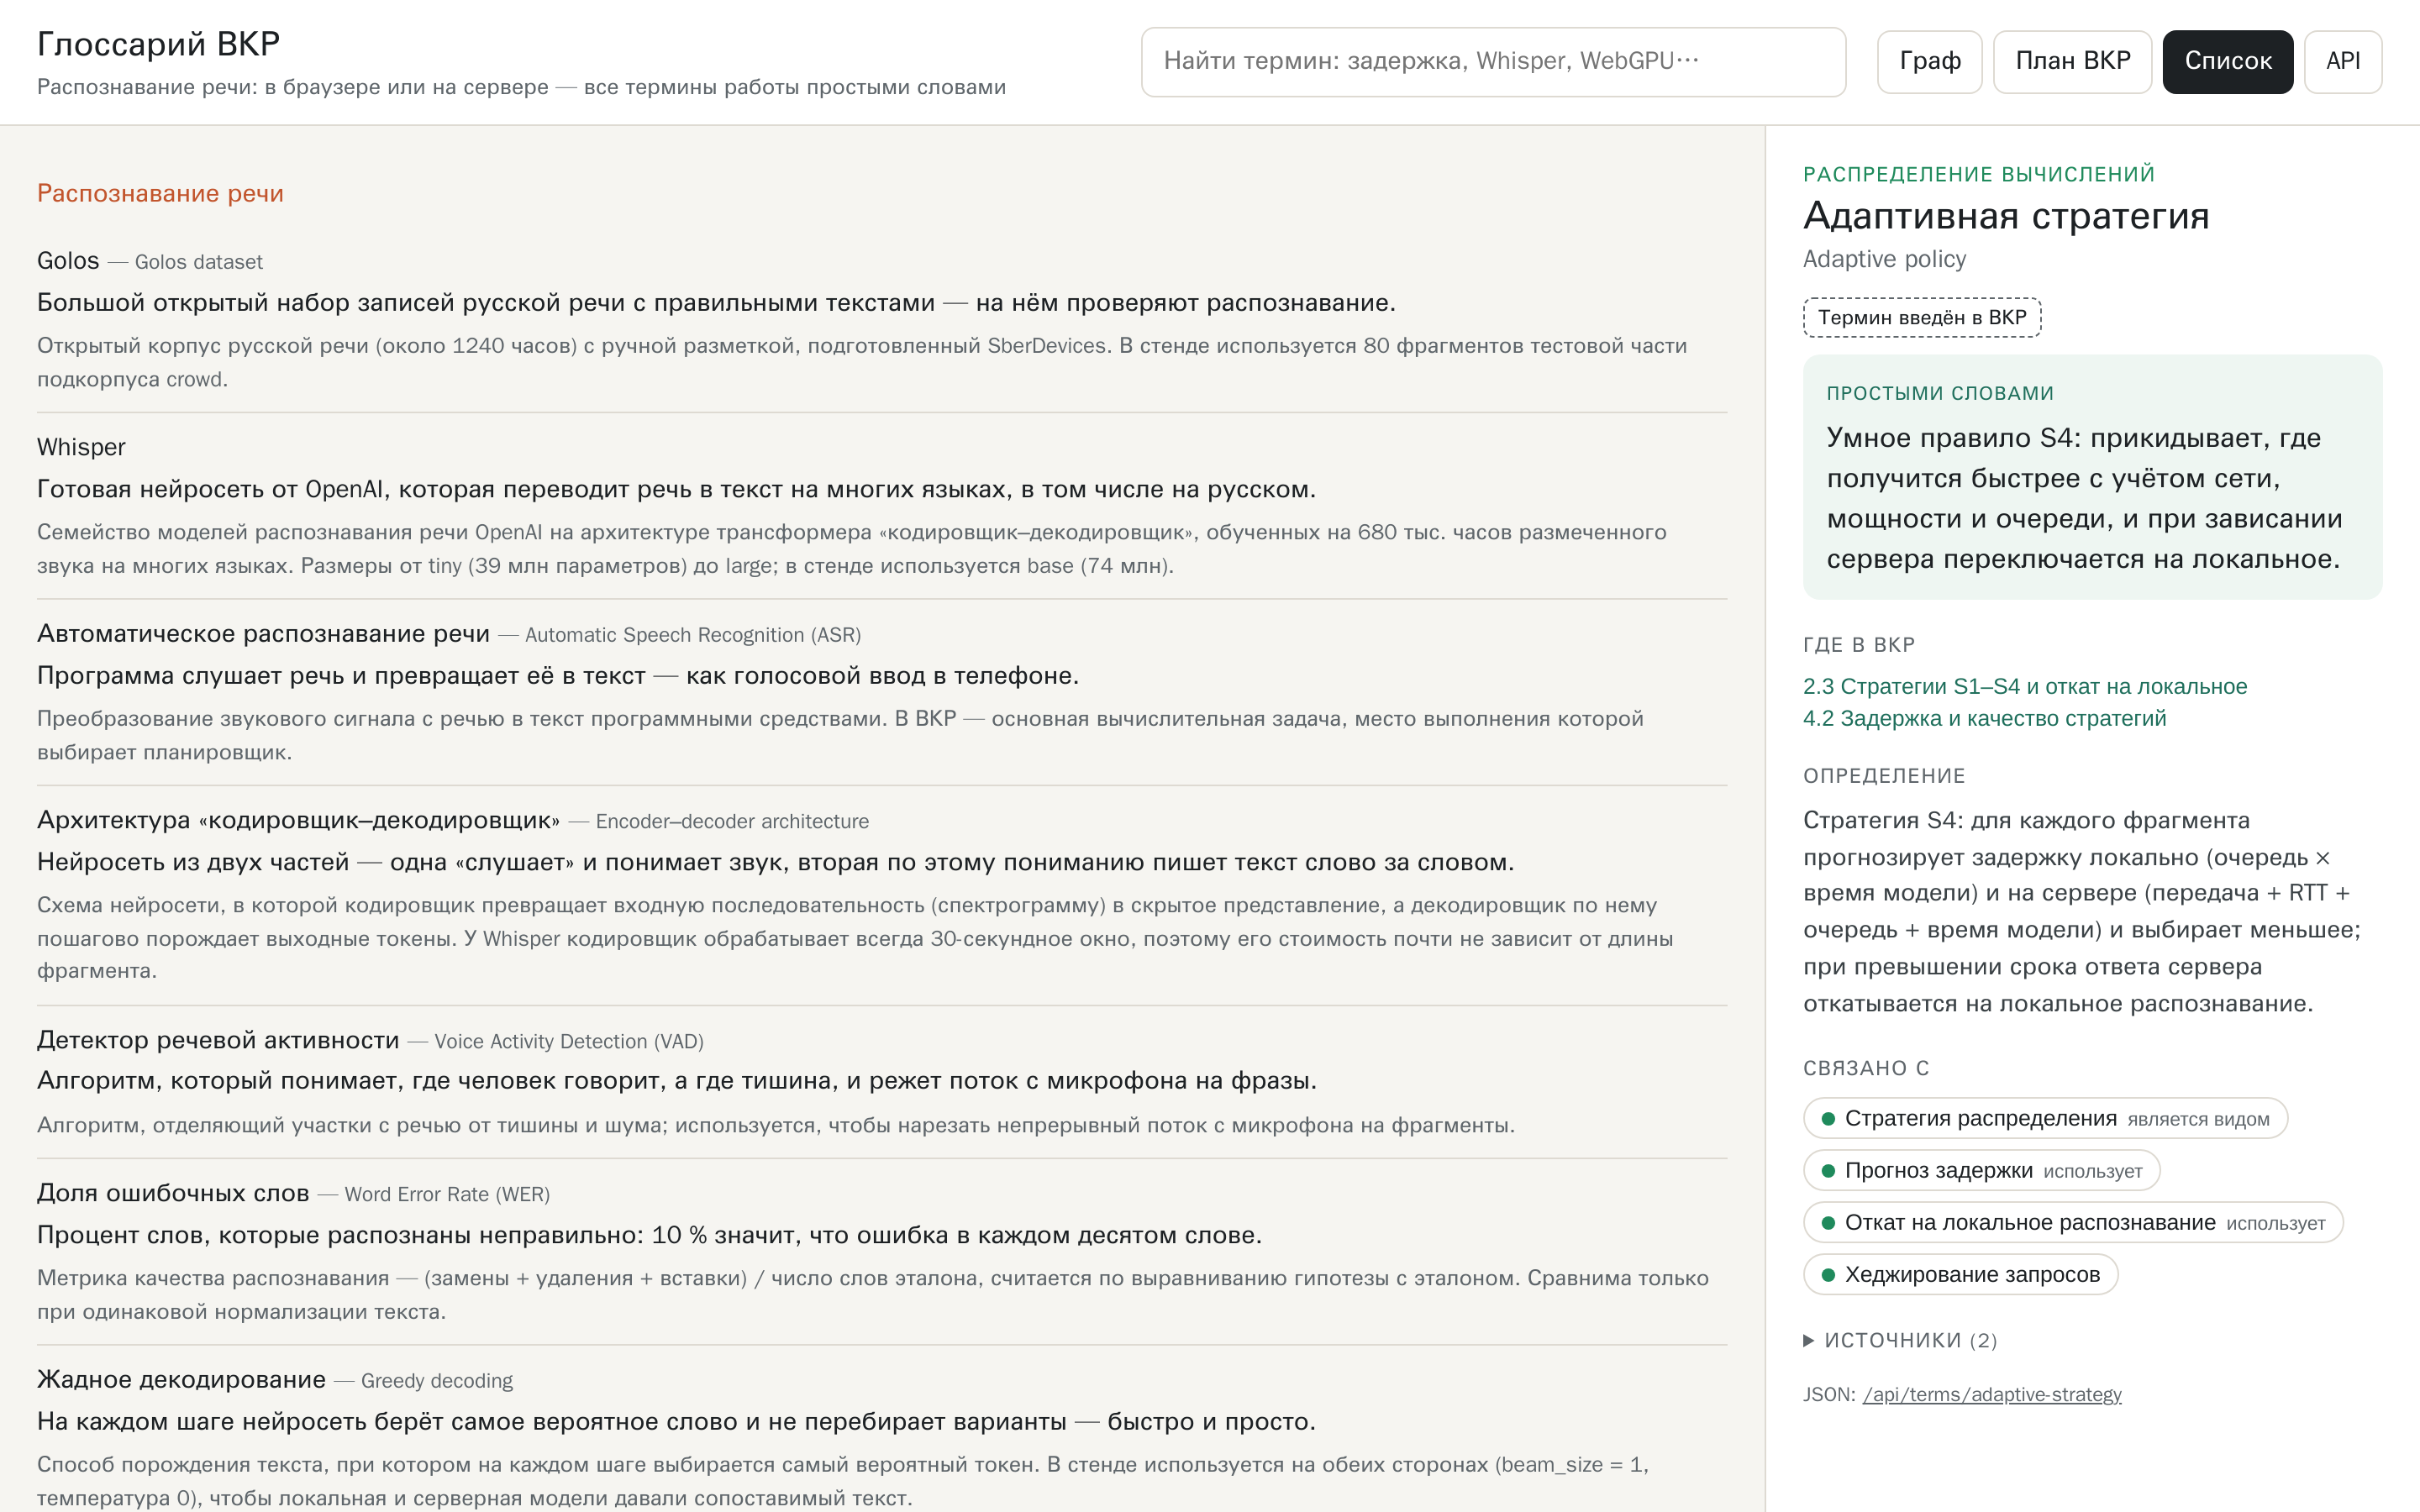 Глоссарий ВКР
Распознавание речи: в браузере или на сервере — все термины работы простыми словами
Найти термин: задержка, Whisper, WebGPU…
Граф
План ВКР
Список
API
Распознавание речи
Golos — Golos dataset
Большой открытый набор записей русской речи с правильными текстами — на нём проверяют распознавание.
Открытый корпус русской речи (около 1240 часов) с ручной разметкой, подготовленный SberDevices. В стенде используется 80 фрагментов тестовой части
подкорпуса crowd.
Whisper
Готовая нейросеть от OpenAI, которая переводит речь в текст на многих языках, в том числе на русском.
Семейство моделей распознавания речи OpenAI на архитектуре трансформера «кодировщик–декодировщик», обученных на 680 тыс. часов размеченного
звука на многих языках. Размеры от tiny (39 млн параметров) до large; в стенде используется base (74 млн).
Автоматическое распознавание речи — Automatic Speech Recognition (ASR)
Программа слушает речь и превращает её в текст — как голосовой ввод в телефоне.
Преобразование звукового сигнала с речью в текст программными средствами. В ВКР — основная вычислительная задача, место выполнения которой
выбирает планировщик.
Архитектура «кодировщик–декодировщик» — Encoder–decoder architecture
Нейросеть из двух частей — одна «слушает» и понимает звук, вторая по этому пониманию пишет текст слово за словом.
Схема нейросети, в которой кодировщик превращает входную последовательность (спектрограмму) в скрытое представление, а декодировщик по нему
пошагово порождает выходные токены. У Whisper кодировщик обрабатывает всегда 30-секундное окно, поэтому его стоимость почти не зависит от длины
фрагмента.
Детектор речевой активности — Voice Activity Detection (VAD)
Алгоритм, который понимает, где человек говорит, а где тишина, и режет поток с микрофона на фразы.
Алгоритм, отделяющий участки с речью от тишины и шума; используется, чтобы нарезать непрерывный поток с микрофона на фрагменты.
Доля ошибочных слов — Word Error Rate (WER)
Процент слов, которые распознаны неправильно: 10 % значит, что ошибка в каждом десятом слове.
Метрика качества распознавания — (замены + удаления + вставки) / число слов эталона, считается по выравниванию гипотезы с эталоном. Сравнима только
при одинаковой нормализации текста.
Жадное декодирование — Greedy decoding
На каждом шаге нейросеть берёт самое вероятное слово и не перебирает варианты — быстро и просто.
Способ порождения текста, при котором на каждом шаге выбирается самый вероятный токен. В стенде используется на обеих сторонах (beam_size = 1,
температура 0), чтобы локальная и серверная модели давали сопоставимый текст.
РАСПРЕДЕЛЕНИЕ ВЫЧИСЛЕНИЙ
Адаптивная стратегия
Adaptive policy
Термин введён в ВКР
ПРОСТЫМИ СЛОВАМИ
Умное правило S4: прикидывает, где
получится быстрее с учётом сети,
мощности и очереди, и при зависании
сервера переключается на локальное.
ГДЕ В ВКР
2.3 Стратегии S1–S4 и откат на локальное
4.2 Задержка и качество стратегий
ОПРЕДЕЛЕНИЕ
Стратегия S4: для каждого фрагмента
прогнозирует задержку локально (очередь ×
время модели) и на сервере (передача + RTT +
очередь + время модели) и выбирает меньшее;
при превышении срока ответа сервера
откатывается на локальное распознавание.
СВЯЗАНО С
Стратегия распределения является видом
Прогноз задержки использует
Откат на локальное распознавание использует
Хеджирование запросов
ИСТОЧНИКИ (2)
JSON: /api/terms/adaptive-strategy